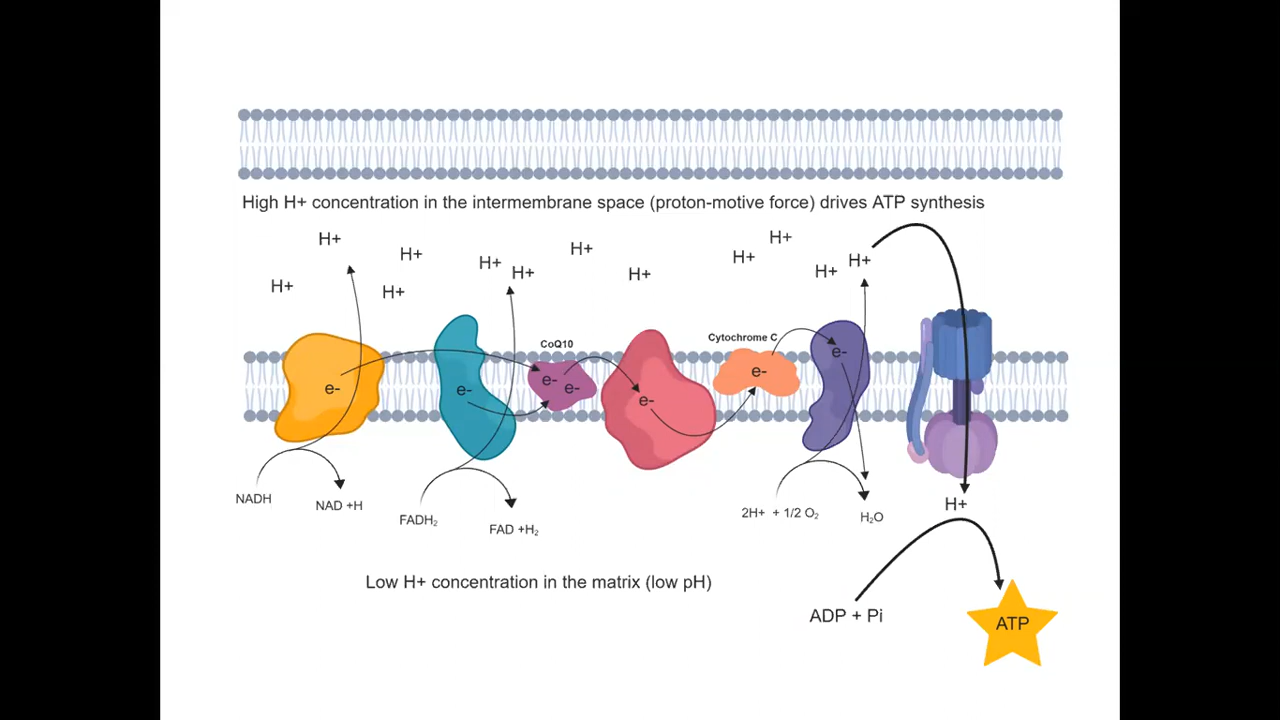 High H+ concentration in the intermembrane space (proton-motive force) drives ATP synthesis
H+
H+
H+
H+
H+
H+
H+
H+
H+
H+
H+
H+
CoQ10
Cytochrome C
e-
e-
e-
e-
e-
e-
e-
NADH
NAD +H
FADH₂
FAD +H₂
2H+ + 1/2 O₂
H₂O
H+
Low H+ concentration in the matrix (low pH)
ADP + Pi
ATP